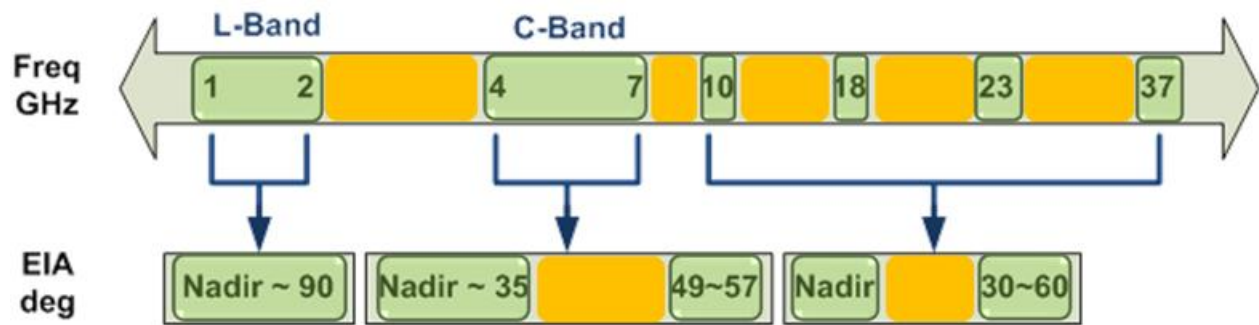 L-Band C-Band
Freq GHz
1 2 4 7 10 18 23 37
EIA deg
Nadir ~ 90 Nadir ~ 35 49~57 Nadir 30~60